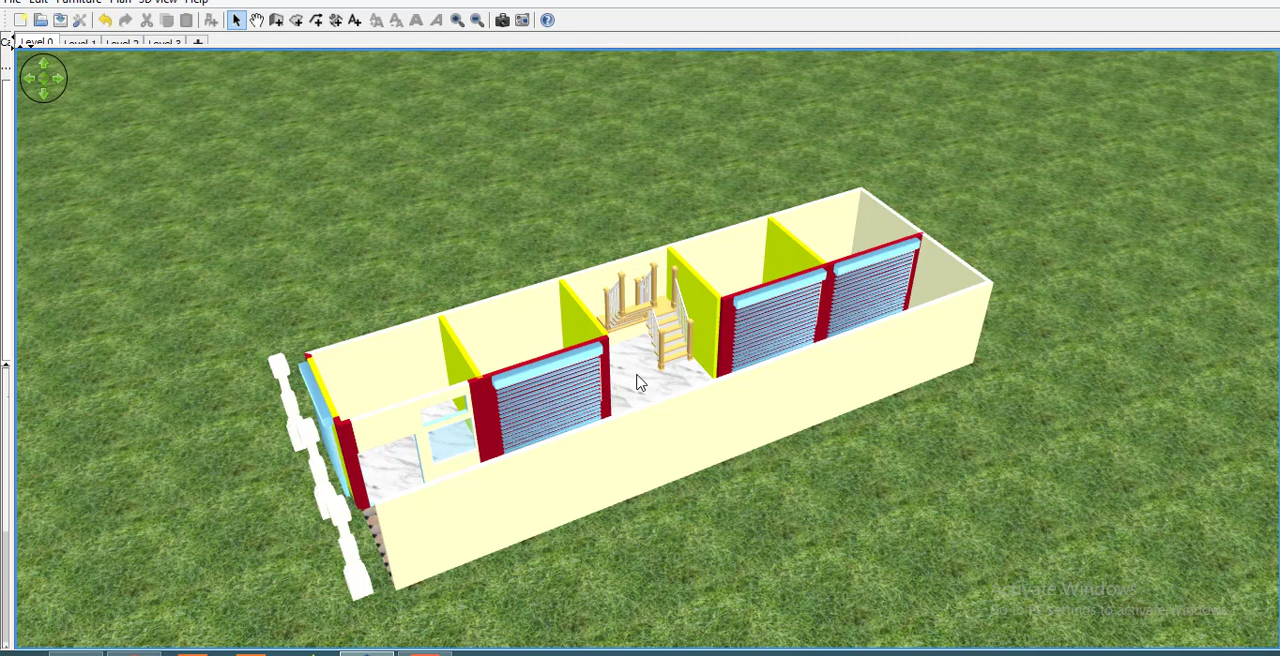 File Edit Furniture Plan 3D view Help
Level 0 Level 1 Level 2 Level 3
Activate Windows
Go to PC settings to activate Windows.